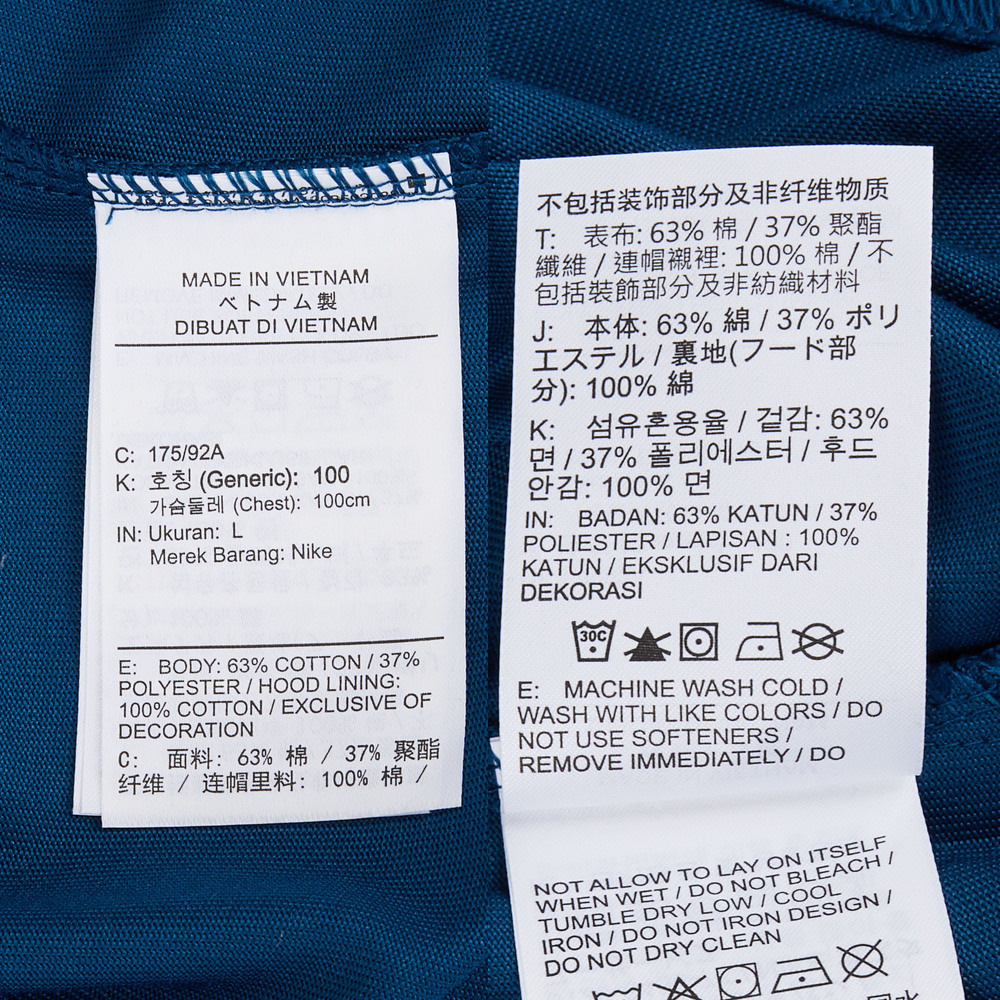 MADE IN VIETNAM
ベトナム製
DIBUAT DI VIETNAM
C: 175/92A
K: 호칭 (Generic): 100
가슴둘레 (Chest): 100cm
IN: Ukuran: L
Merek Barang: Nike
E: BODY: 63% COTTON / 37%
POLYESTER / HOOD LINING:
100% COTTON / EXCLUSIVE OF
DECORATION
C: 面料: 63% 棉 / 37% 聚酯
纤维 / 连帽里料: 100% 棉 /
不包括装饰部分及非纤维物质
T: 表布: 63% 棉 / 37% 聚酯
纖維 / 連帽襯裡: 100% 棉 / 不
包括裝飾部分及非紡織材料
J: 本体: 63% 綿 / 37% ポリ
エステル / 裏地(フード部
分): 100% 綿
K: 섬유혼용율 / 겉감: 63%
면 / 37% 폴리에스터 / 후드
안감: 100% 면
IN: BADAN: 63% KATUN / 37%
POLIESTER / LAPISAN : 100%
KATUN / EKSKLUSIF DARI
DEKORASI
30C
E: MACHINE WASH COLD /
WASH WITH LIKE COLORS / DO
NOT USE SOFTENERS /
REMOVE IMMEDIATELY / DO
NOT ALLOW TO LAY ON ITSELF
WHEN WET / DO NOT BLEACH /
TUMBLE DRY LOW / COOL
IRON / DO NOT IRON DESIGN /
DO NOT DRY CLEAN